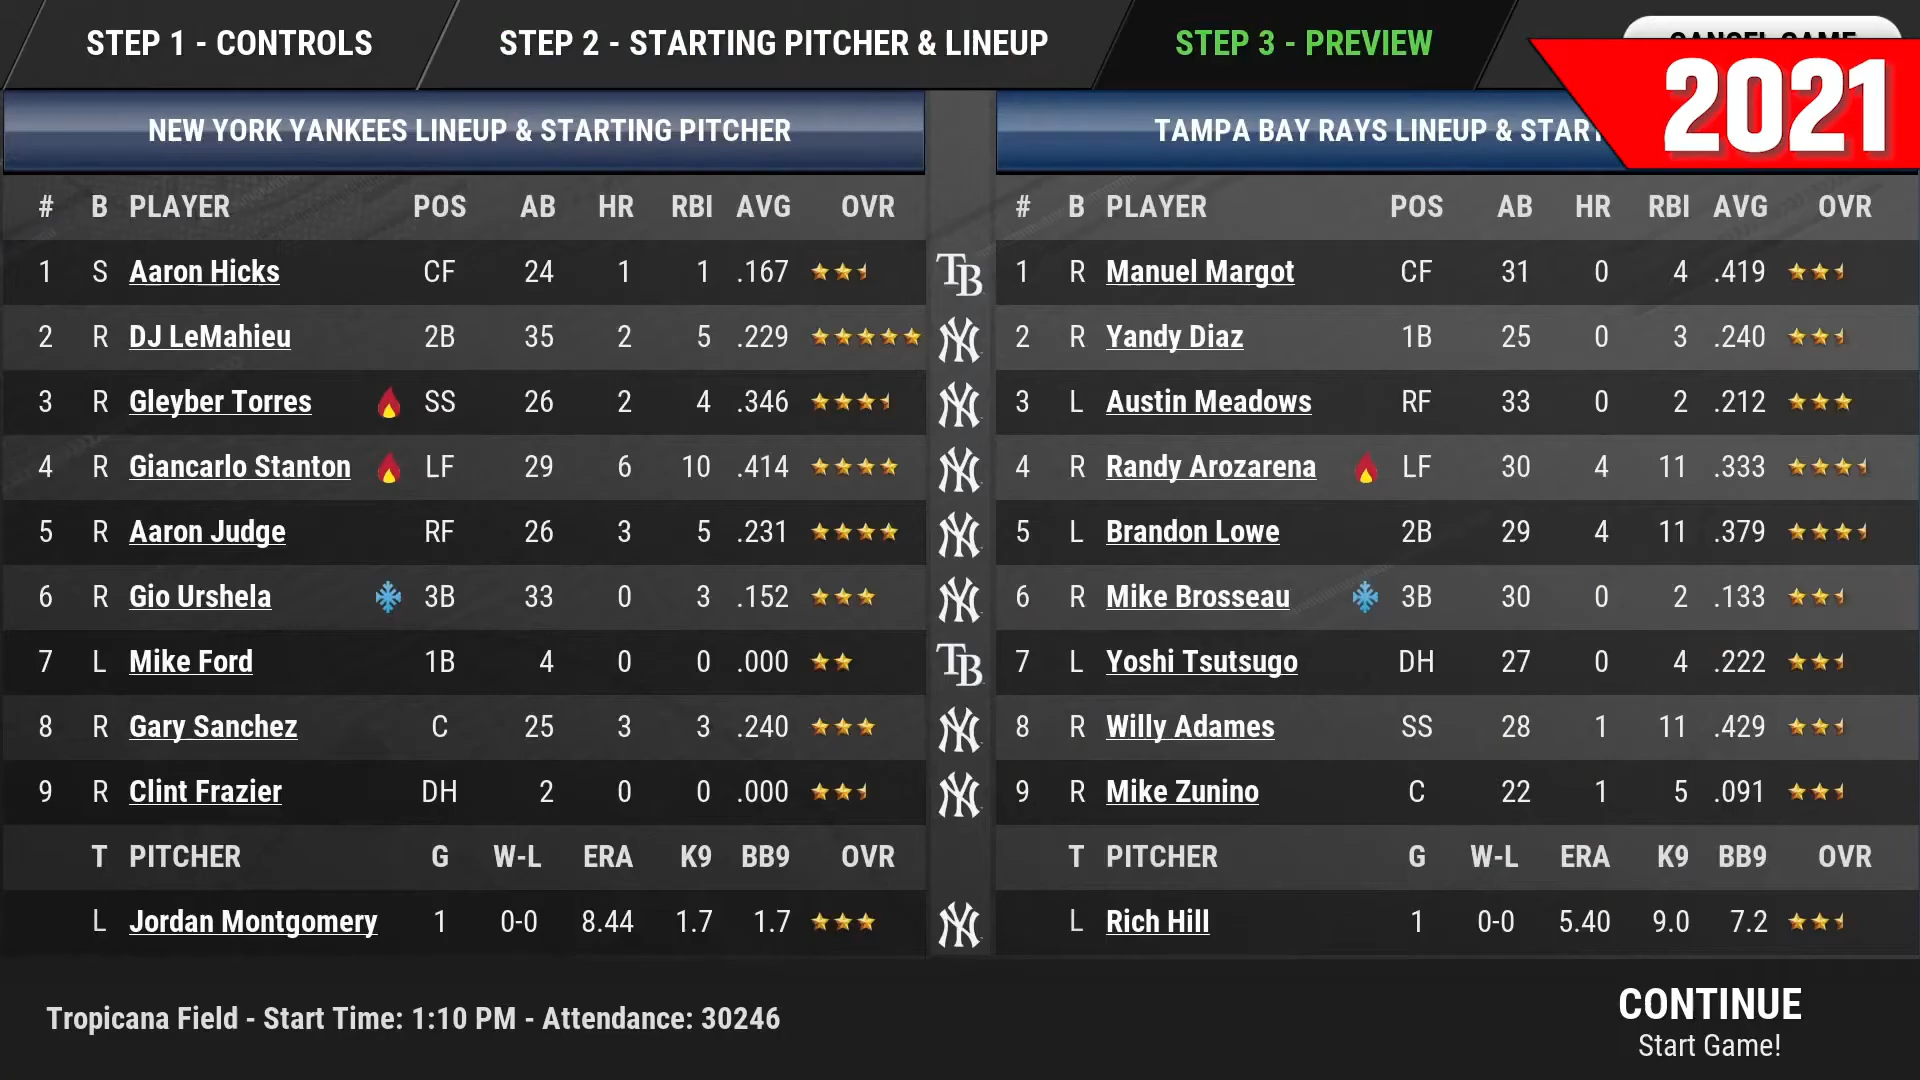 STEP 1 - CONTROLS
STEP 2 - STARTING PITCHER & LINEUP
STEP 3 - PREVIEW
2021
NEW YORK YANKEES LINEUP & STARTING PITCHER
# B PLAYER POS AB HR RBI AVG OVR
1 S Aaron Hicks CF 24 1 1 .167
2 R DJ LeMahieu 2B 35 2 5 .229
3 R Gleyber Torres SS 26 2 4 .346
4 R Giancarlo Stanton LF 29 6 10 .414
5 R Aaron Judge RF 26 3 5 .231
6 R Gio Urshela 3B 33 0 3 .152
7 L Mike Ford 1B 4 0 0 .000
8 R Gary Sanchez C 25 3 3 .240
9 R Clint Frazier DH 2 0 0 .000
T PITCHER G W-L ERA K9 BB9 OVR
L Jordan Montgomery 1 0-0 8.44 1.7 1.7
TB
NY
NY
NY
NY
NY
TB
NY
NY
NY
TAMPA BAY RAYS LINEUP & START
# B PLAYER POS AB HR RBI AVG OVR
1 R Manuel Margot CF 31 0 4 .419
2 R Yandy Diaz 1B 25 0 3 .240
3 L Austin Meadows RF 33 0 2 .212
4 R Randy Arozarena LF 30 4 11 .333
5 L Brandon Lowe 2B 29 4 11 .379
6 R Mike Brosseau 3B 30 0 2 .133
7 L Yoshi Tsutsugo DH 27 0 4 .222
8 R Willy Adames SS 28 1 11 .429
9 R Mike Zunino C 22 1 5 .091
T PITCHER G W-L ERA K9 BB9 OVR
L Rich Hill 1 0-0 5.40 9.0 7.2
Tropicana Field - Start Time: 1:10 PM - Attendance: 30246
CONTINUE
Start Game!